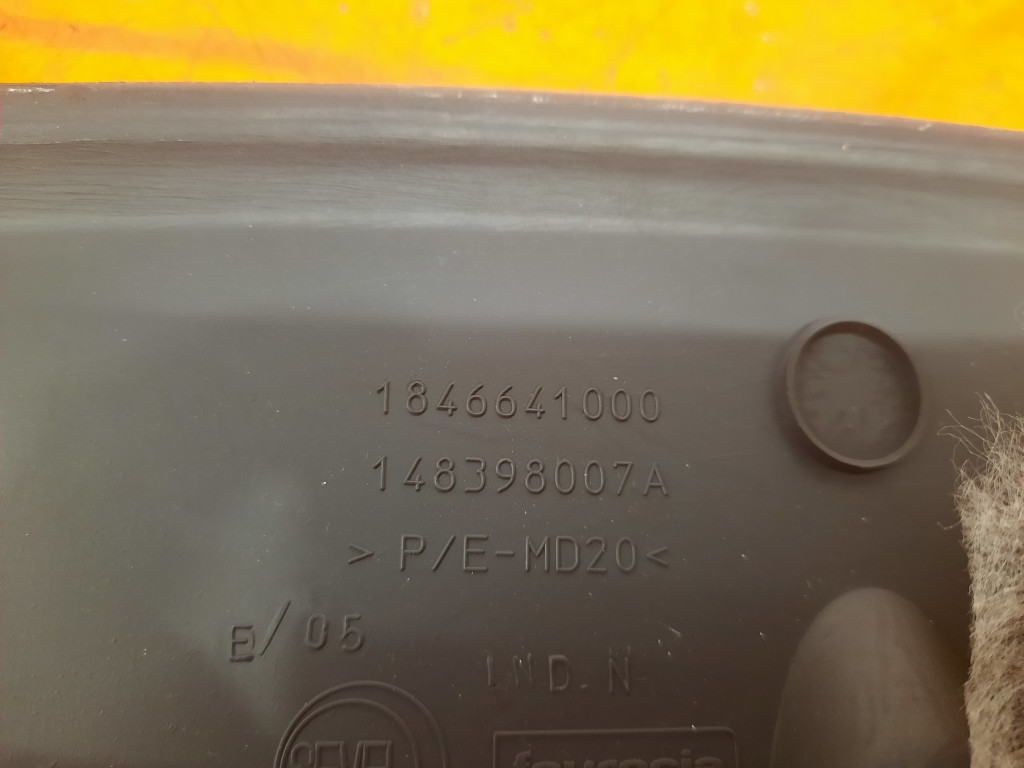 1846641000
148398007A
> P/E-MD20<
E/05
IND. N
faurecia